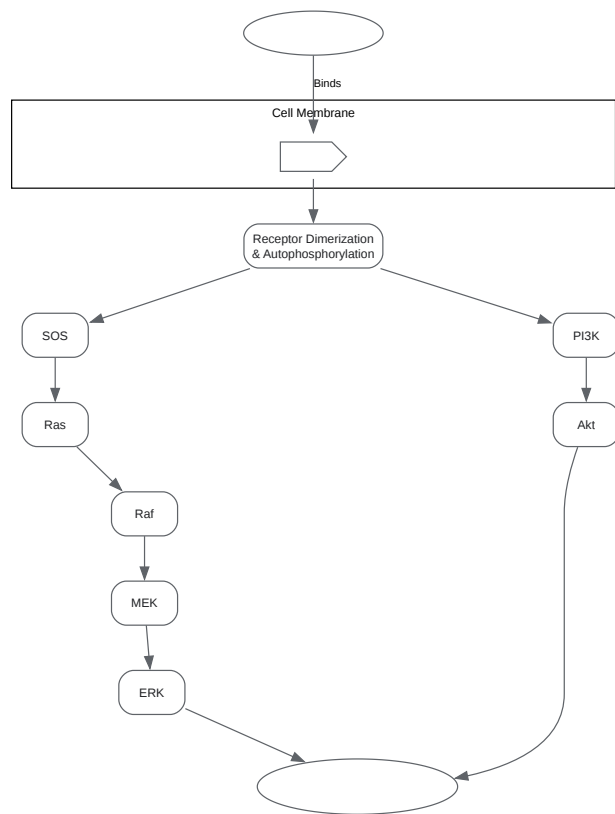 Binds
Cell Membrane
Receptor Dimerization
& Autophosphorylation
SOS
PI3K
Ras
Akt
Raf
MEK
ERK